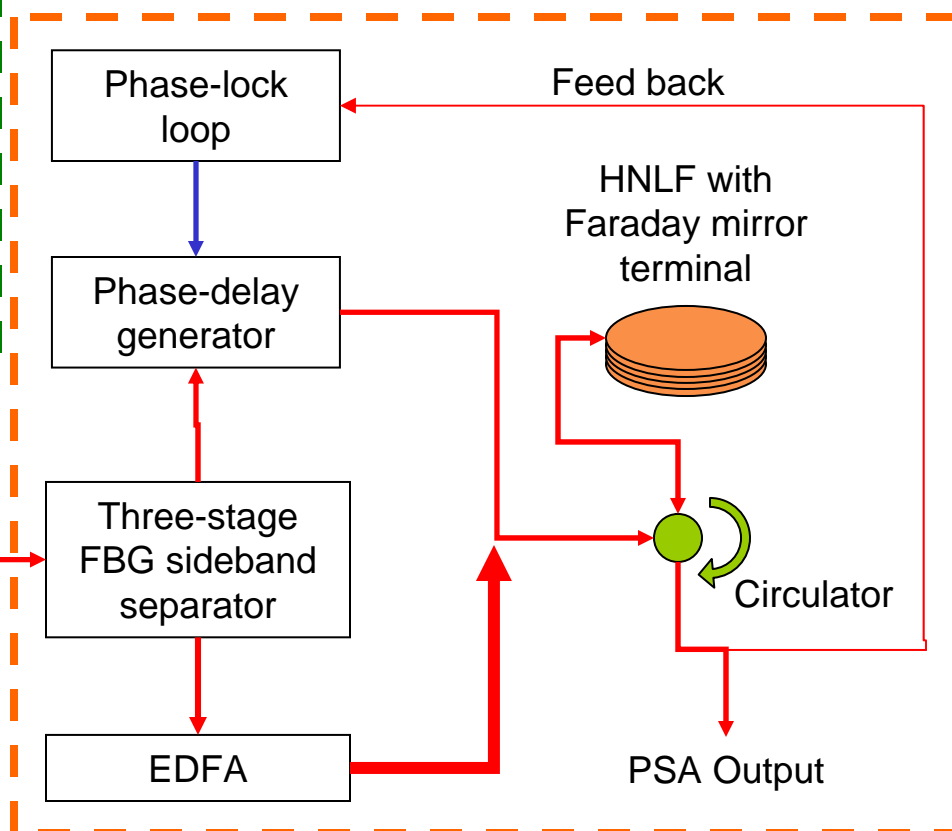 Phase-lock
loop
Feed back
HNLF with
Faraday mirror
terminal
Phase-delay
generator
Three-stage
FBG sideband
separator
Circulator
EDFA
PSA Output